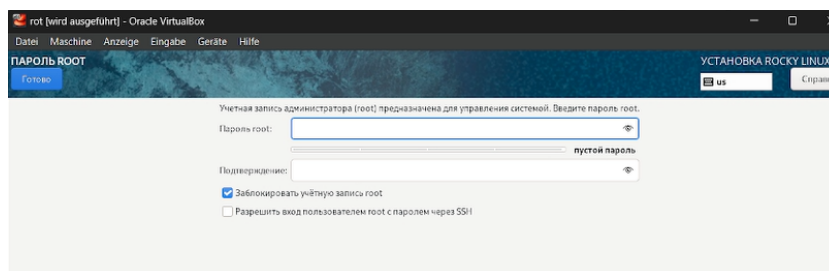 rot [wird ausgeführt] - Oracle VirtualBox
Datei Maschine Anzeige Eingabe Geräte Hilfe
ПАРОЛЬ ROOT
УСТАНОВКА ROCKY LINUX
Готово
us
Справ
Учетная запись администратора (root) предназначена для управления системой. Введите пароль root.
Пароль root:
пустой пароль
Подтверждение:
Заблокировать учётную запись root
Разрешить вход пользователем root с паролем через SSH